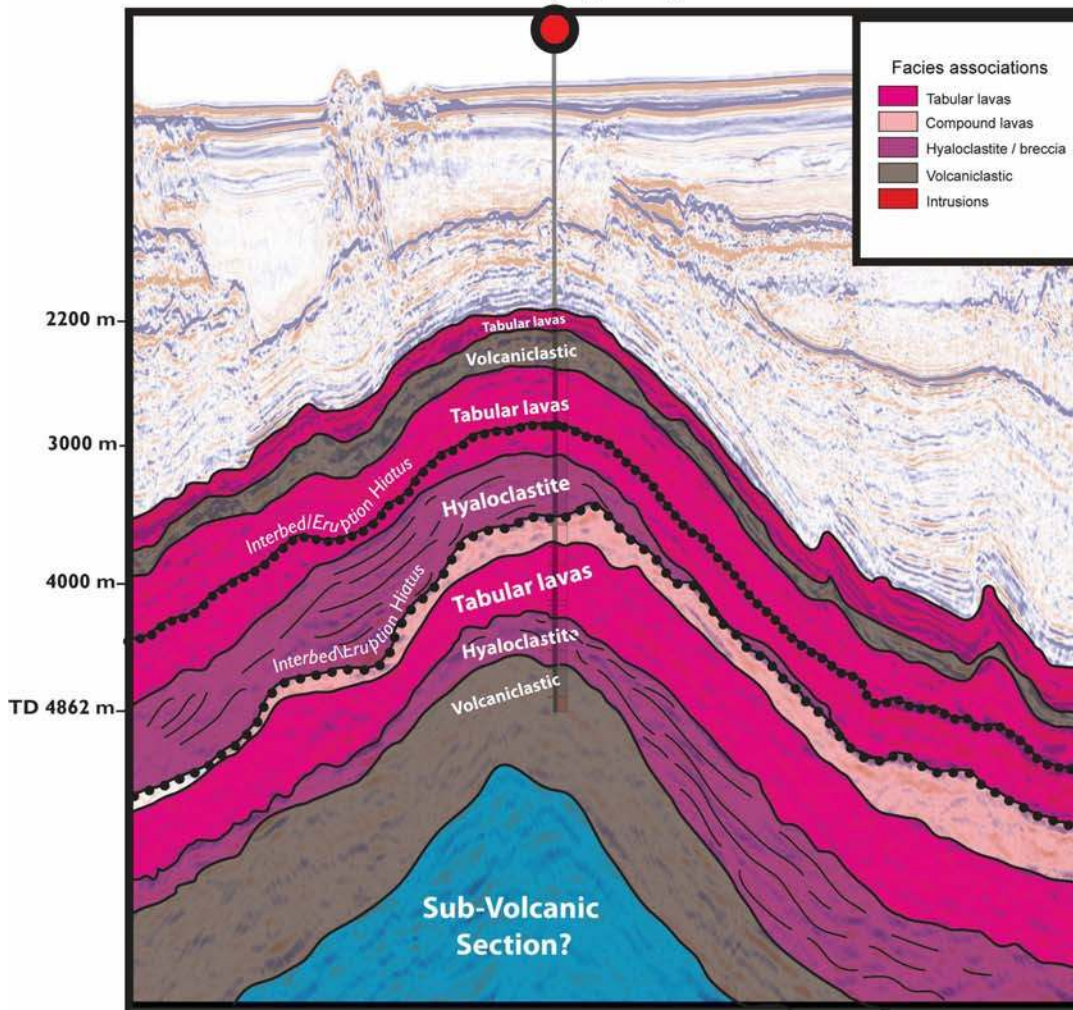 Facies associations
Tabular lavas
Compound lavas
Hyaloclastite / breccia
Volcaniclastic
Intrusions
2200 m
Tabular lavas
Volcaniclastic
Tabular lavas
3000 m
Interbed/Eruption Hiatus
Hyaloclastite
4000 m
Tabular lavas
Interbed\Eruption Hiatus
Hyaloclastite
Volcaniclastic
TD 4862 m
Sub-Volcanic
Section?